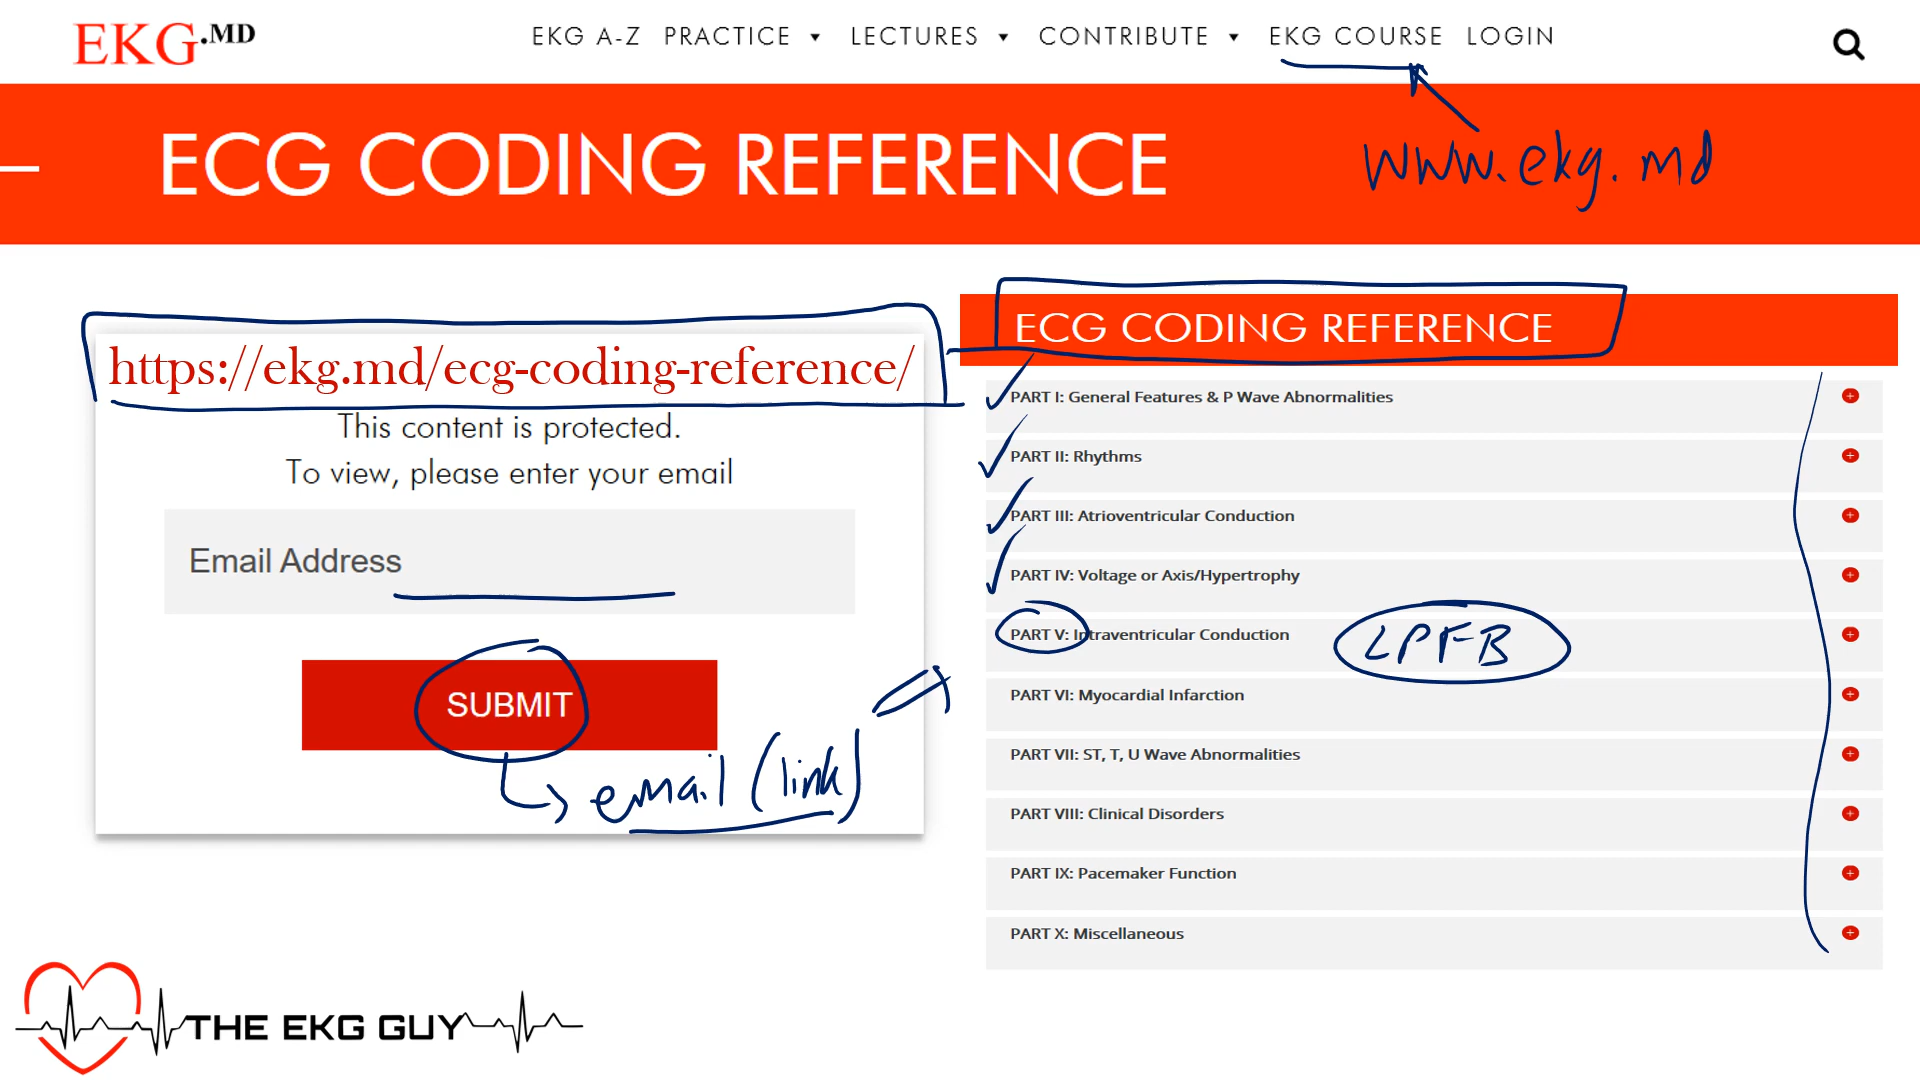 EKG.MD
EKG A-Z PRACTICE LECTURES CONTRIBUTE EKG COURSE LOGIN
ECG CODING REFERENCE
www.ekg.md
https://ekg.md/ecg-coding-reference/
This content is protected.
To view, please enter your email
Email Address
SUBMIT
email (link)
ECG CODING REFERENCE
PART I: General Features & P Wave Abnormalities
PART II: Rhythms
PART III: Atrioventricular Conduction
PART IV: Voltage or Axis/Hypertrophy
PART V: Intraventricular Conduction
LPFB
PART VI: Myocardial Infarction
PART VII: ST, T, U Wave Abnormalities
PART VIII: Clinical Disorders
PART IX: Pacemaker Function
PART X: Miscellaneous
THE EKG GUY